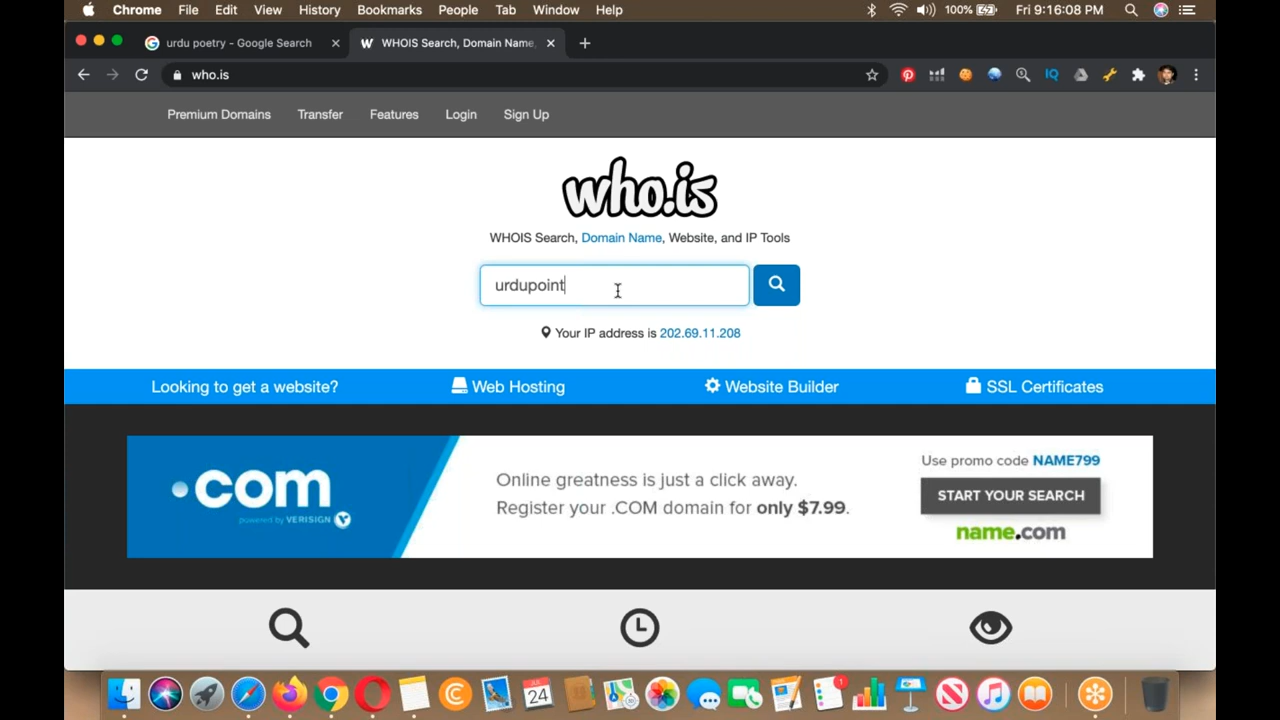 Chrome File Edit View History Bookmarks People Tab Window Help 100% Fri 9:16:08 PM
urdu poetry - Google Search W WHOIS Search, Domain Name,
who.is
IQ
Premium Domains Transfer Features Login Sign Up
who.is
WHOIS Search, Domain Name, Website, and IP Tools
urdupoint
Your IP address is 202.69.11.208
Looking to get a website? Web Hosting Website Builder SSL Certificates
.com
powered by VERISIGN
Online greatness is just a click away.
Register your .COM domain for only $7.99.
Use promo code NAME799
START YOUR SEARCH
name.com
JUL
24
1